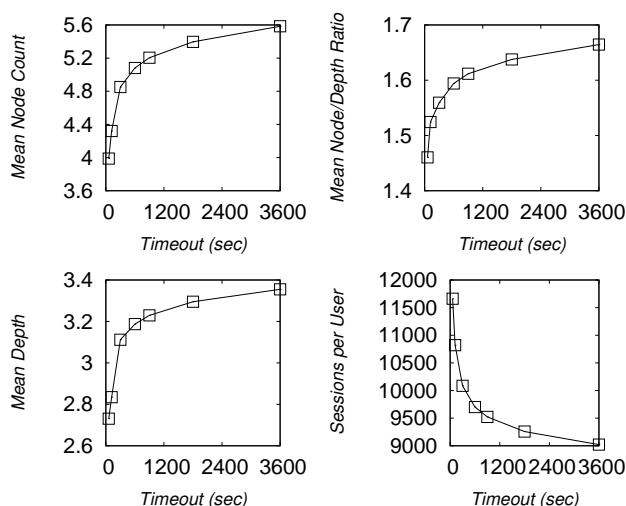 Mean Node Count
5.6
5.2
4.8
4.4
4
3.6
0 1200 2400 3600
Timeout (sec)
Mean Node/Depth Ratio
1.7
1.6
1.5
1.4
0 1200 2400 3600
Timeout (sec)
Mean Depth
3.4
3.2
3
2.8
2.6
0 1200 2400 3600
Timeout (sec)
Sessions per User
12000
11500
11000
10500
10000
9500
9000
0 1200 2400 3600
Timeout (sec)